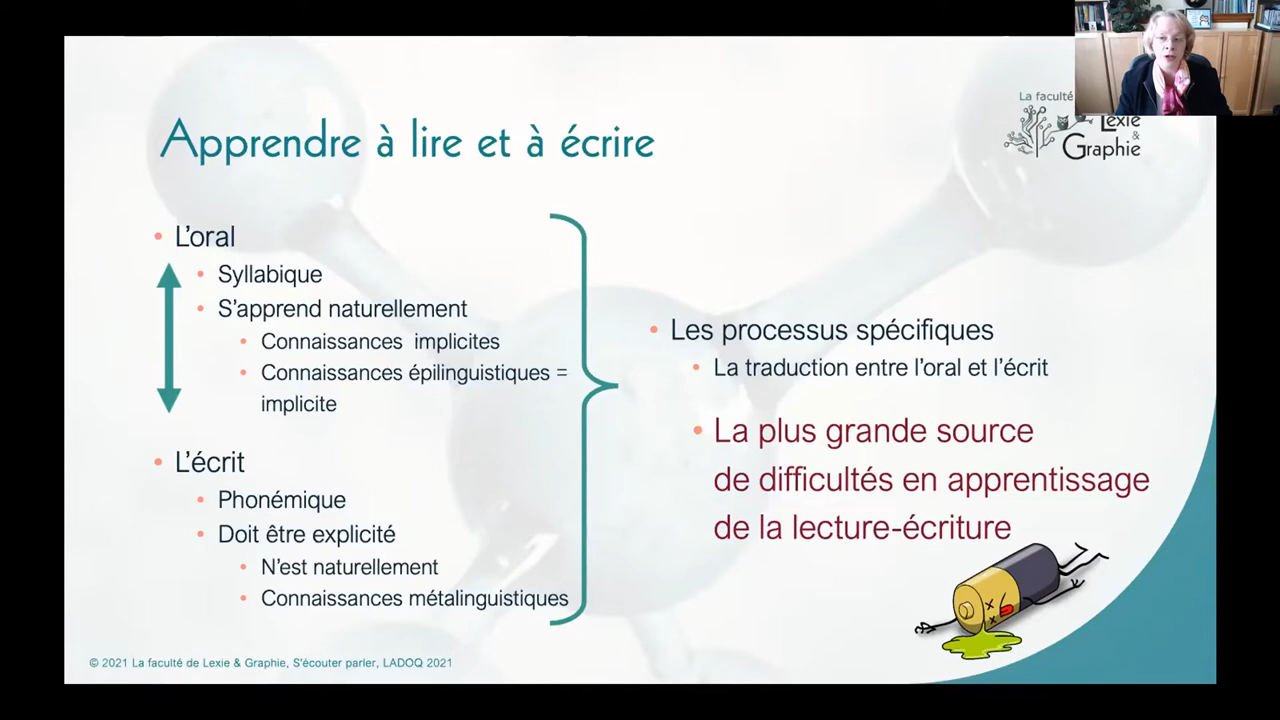 Apprendre à lire et à écrire
La faculté
Lexie
&
Graphie
L'oral
Syllabique
S'apprend naturellement
Connaissances implicites
Connaissances épilinguistiques =
implicite
L'écrit
Phonémique
Doit être explicité
N'est naturellement
Connaissances métalinguistiques
Les processus spécifiques
La traduction entre l'oral et l'écrit
La plus grande source
de difficultés en apprentissage
de la lecture-écriture
© 2021 La faculté de Lexie & Graphie, S'écouter parler, LADOQ 2021